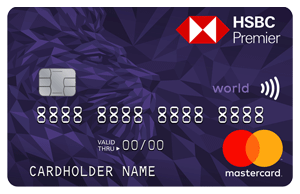 HSBC
Premier
world
8888 8888 8888 8888
VALID
THRU
00/00
CARDHOLDER NAME
mastercard.